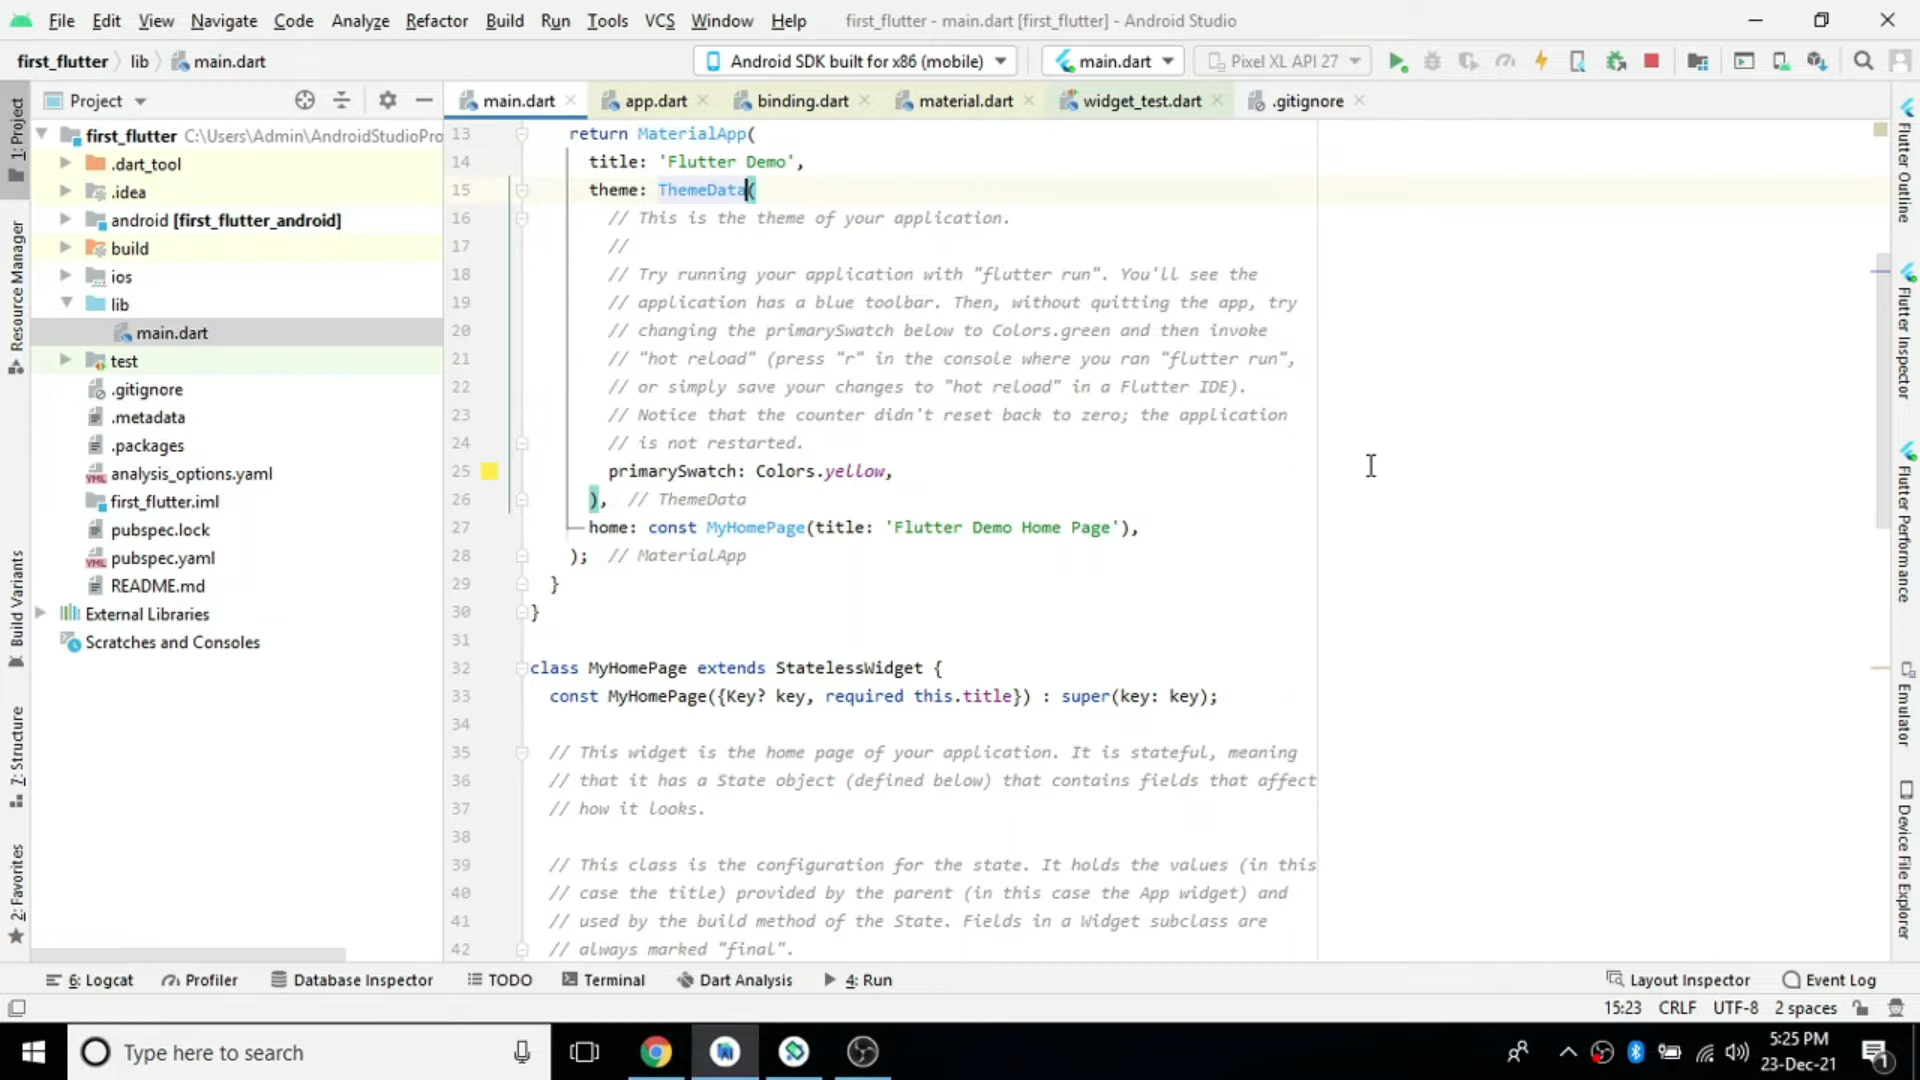 File Edit View Navigate Code Analyze Refactor Build Run Tools VCS Window Help first_flutter - main.dart [first_flutter] - Android Studio
first_flutter lib main.dart Android SDK built for x86 (mobile) main.dart Pixel XL API 27
Project main.dart app.dart binding.dart material.dart widget_test.dart .gitignore
1: Project
Resource Manager
Build Variants
7: Structure
2: Favorites
first_flutter C:\Users\Admin\AndroidStudioPro
.dart_tool
.idea
android [first_flutter_android]
build
ios
lib
main.dart
test
.gitignore
.metadata
.packages
analysis_options.yaml
first_flutter.iml
pubspec.lock
pubspec.yaml
README.md
External Libraries
Scratches and Consoles
13 return MaterialApp(
14 title: 'Flutter Demo',
15 theme: ThemeData(
16 // This is the theme of your application.
17 //
18 // Try running your application with "flutter run". You'll see the
19 // application has a blue toolbar. Then, without quitting the app, try
20 // changing the primarySwatch below to Colors.green and then invoke
21 // "hot reload" (press "r" in the console where you ran "flutter run",
22 // or simply save your changes to "hot reload" in a Flutter IDE).
23 // Notice that the counter didn't reset back to zero; the application
24 // is not restarted.
25 primarySwatch: Colors.yellow,
26 ), // ThemeData
27 home: const MyHomePage(title: 'Flutter Demo Home Page'),
28 ); // MaterialApp
29 }
30 }
31
32 class MyHomePage extends StatelessWidget {
33 const MyHomePage({Key? key, required this.title}) : super(key: key);
34
35 // This widget is the home page of your application. It is stateful, meaning
36 // that it has a State object (defined below) that contains fields that affect
37 // how it looks.
38
39 // This class is the configuration for the state. It holds the values (in this
40 // case the title) provided by the parent (in this case the App widget) and
41 // used by the build method of the State. Fields in a Widget subclass are
42 // always marked "final".
Flutter Outline
Flutter Inspector
Flutter Performance
Emulator
Device File Explorer
6: Logcat Profiler Database Inspector TODO Terminal Dart Analysis 4: Run Layout Inspector Event Log
15:23 CRLF UTF-8 2 spaces
Type here to search
5:25 PM
23-Dec-21
1